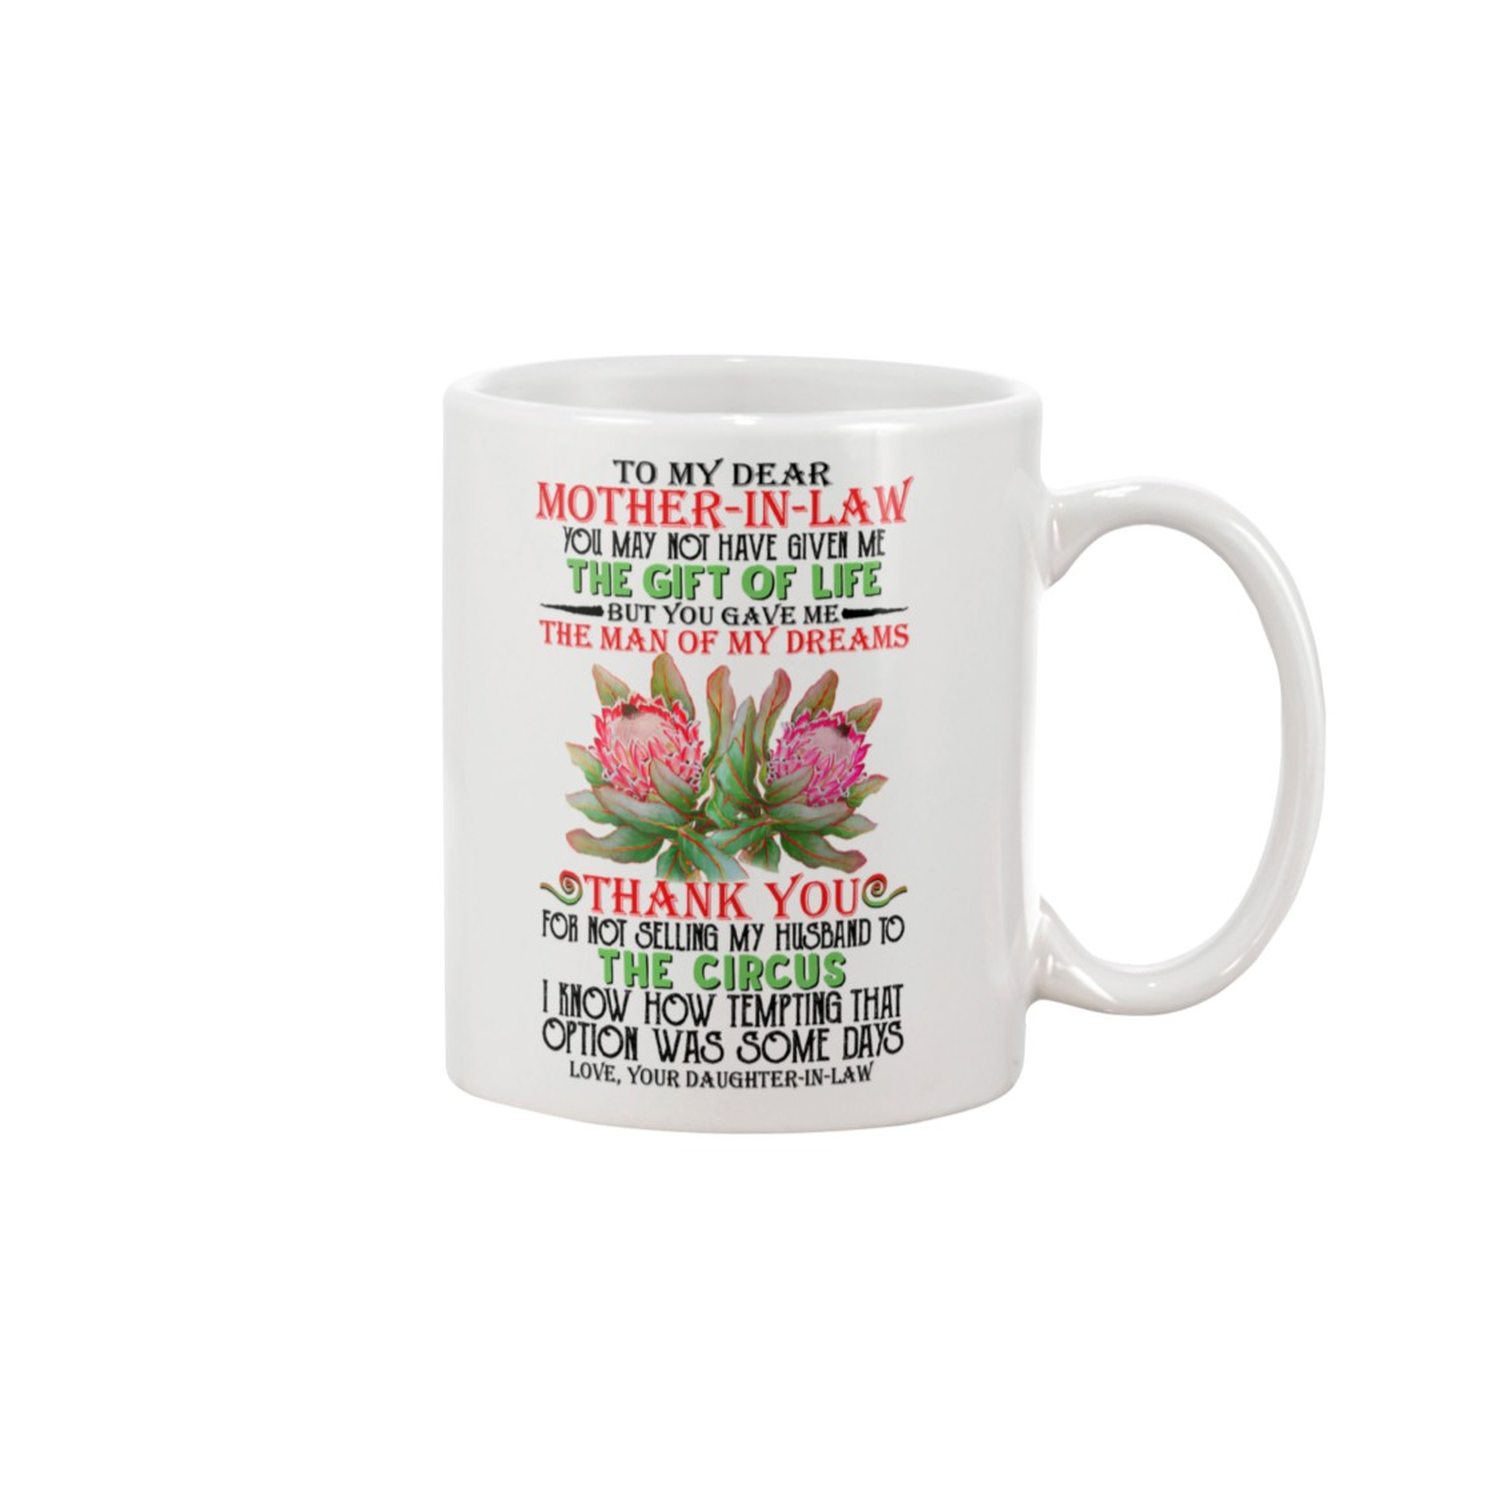 TO MY DEAR
MOTHER-IN-LAW
YOU MAY NOT HAVE GIVEN ME
THE GIFT OF LIFE
BUT YOU GAVE ME
THE MAN OF MY DREAMS
THANK YOU
FOR NOT SELLING MY HUSBAND TO
THE CIRCUS
I KNOW HOW TEMPTING THAT
OPTION WAS SOME DAYS
LOVE, YOUR DAUGHTER-IN-LAW